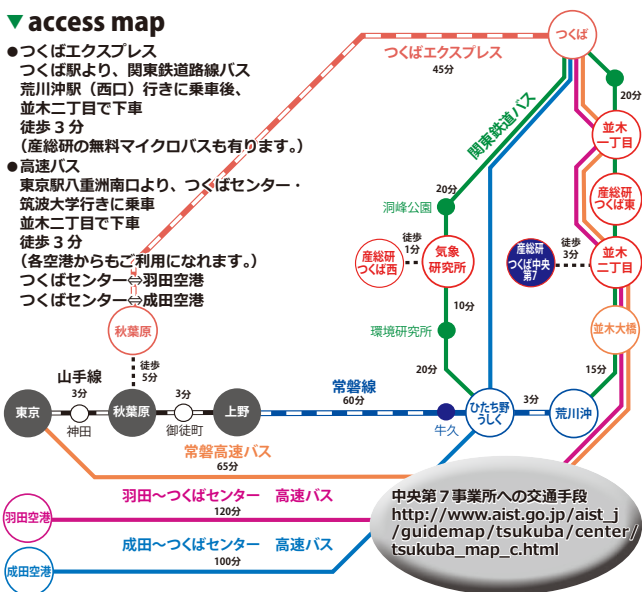 ▼ access map
●つくばエクスプレス
つくば駅より、関東鉄道路線バス
荒川沖駅（西口）行きに乗車後、
並木二丁目で下車
徒歩３分
（産総研の無料マイクロバスも有ります。）
●高速バス
東京駅八重洲南口より、つくばセンター・
筑波大学行きに乗車
並木二丁目で下車
徒歩３分
（各空港からもご利用になれます。）
つくばセンター⇔羽田空港
つくばセンター⇔成田空港
つくば
つくばエクスプレス
45分
関東鉄道バス
20分
並木
一丁目
産総研
つくば東
並木
二丁目
徒歩
3分
産総研
つくば中央
第7
並木大橋
15分
20分
洞峰公園
徒歩
1分
産総研
つくば西
気象
研究所
10分
環境研究所
20分
秋葉原
徒歩
5分
山手線
3分
3分
東京
神田
秋葉原
御徒町
上野
常磐線
60分
牛久
ひたち野
うしく
3分
荒川沖
常磐高速バス
65分
羽田空港
羽田～つくばセンター　高速バス
120分
成田空港
成田～つくばセンター　高速バス
100分
中央第７事業所への交通手段
http://www.aist.go.jp/aist_j
/guidemap/tsukuba/center/
tsukuba_map_c.html